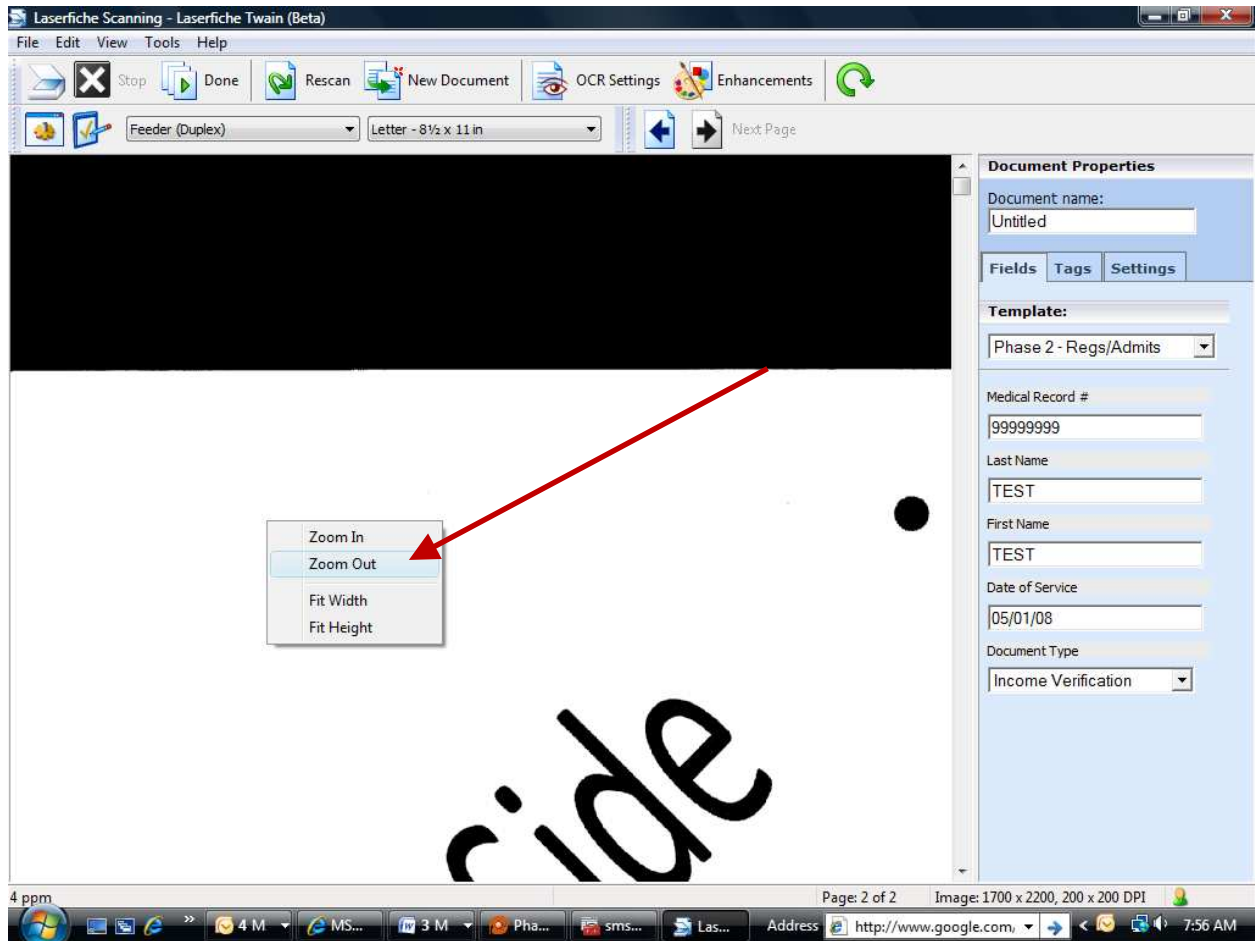 Laserfiche Scanning - Laserfiche Twain (Beta)
File Edit View Tools Help
Stop Done Rescan New Document OCR Settings Enhancements
Feeder (Duplex) Letter - 8½ x 11 in Next Page
Document Properties
Document name:
Untitled
Fields Tags Settings
Template:
Phase 2 - Regs/Admits
Medical Record #
99999999
Last Name
TEST
First Name
TEST
Date of Service
05/01/08
Document Type
Income Verification
Zoom In
Zoom Out
Fit Width
Fit Height
side
4 ppm Page: 2 of 2 Image: 1700 x 2200, 200 x 200 DPI
4 M MS... 3 M Pha... sms... Las... Address http://www.google.com, 7:56 AM